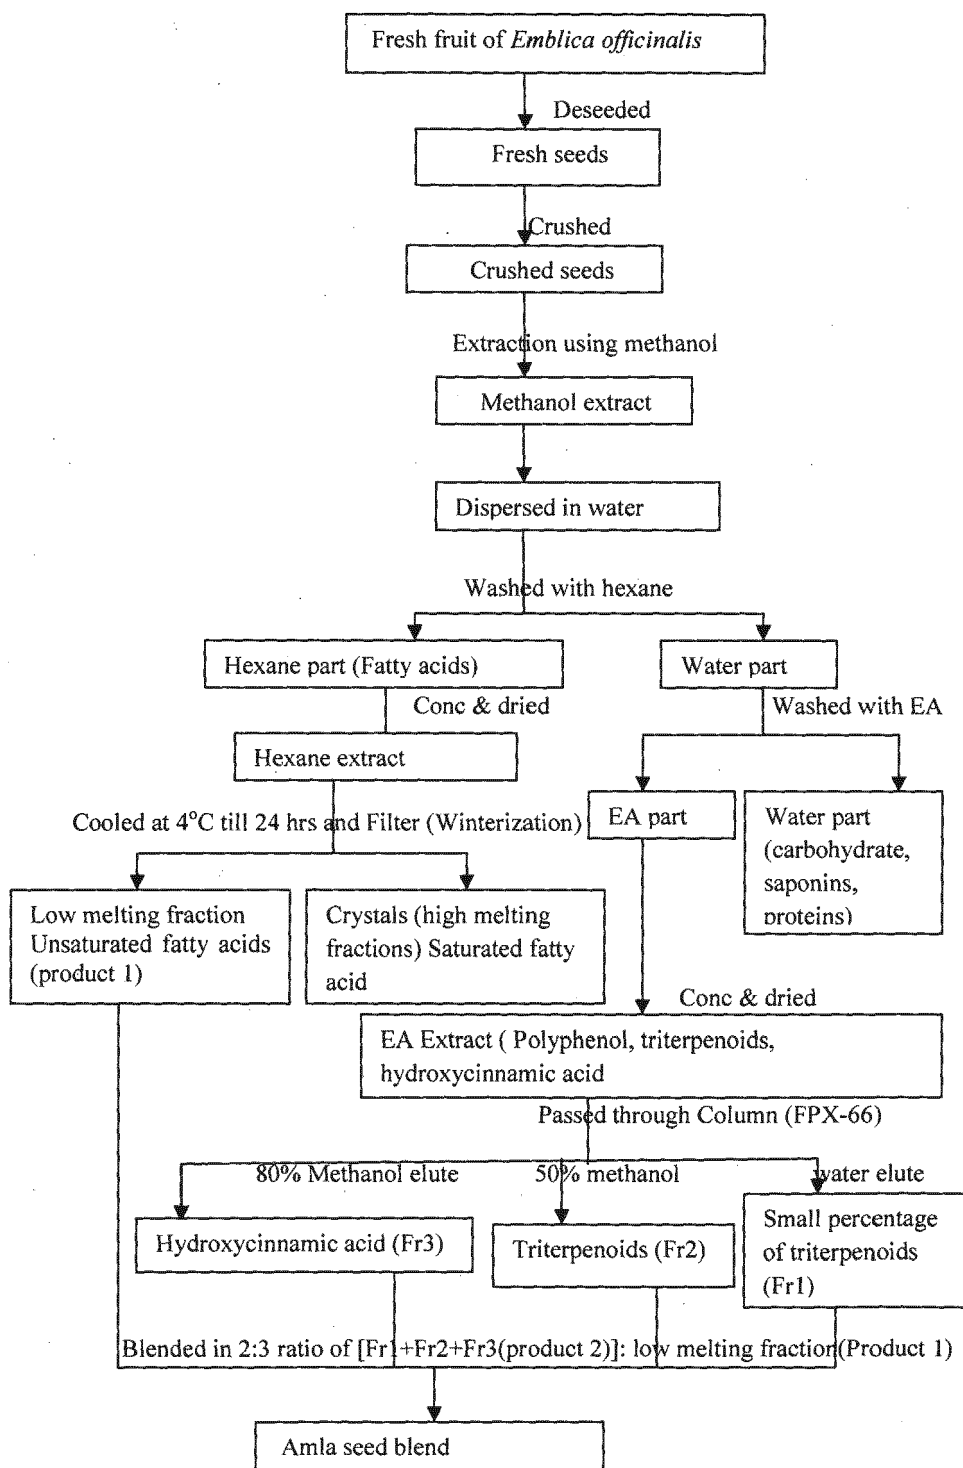 Fresh fruit of Emblica officinalis
Deseeded
Fresh seeds
Crushed
Crushed seeds
Extraction using methanol
Methanol extract
Dispersed in water
Washed with hexane
Hexane part (Fatty acids)
Water part
Conc & dried
Washed with EA
Hexane extract
Cooled at 4°C till 24 hrs and Filter (Winterization)
EA part
Water part
(carbohydrate,
saponins,
proteins)
Low melting fraction
Unsaturated fatty acids
(product 1)
Crystals (high melting
fractions) Saturated fatty
acid
Conc & dried
EA Extract ( Polyphenol, triterpenoids,
hydroxycinnamic acid
Passed through Column (FPX-66)
80% Methanol elute
50% methanol
water elute
Hydroxycinnamic acid (Fr3)
Triterpenoids (Fr2)
Small percentage
of triterpenoids
(Fr1)
Blended in 2:3 ratio of [Fr1+Fr2+Fr3(product 2)]: low melting fraction(Product 1)
Amla seed blend